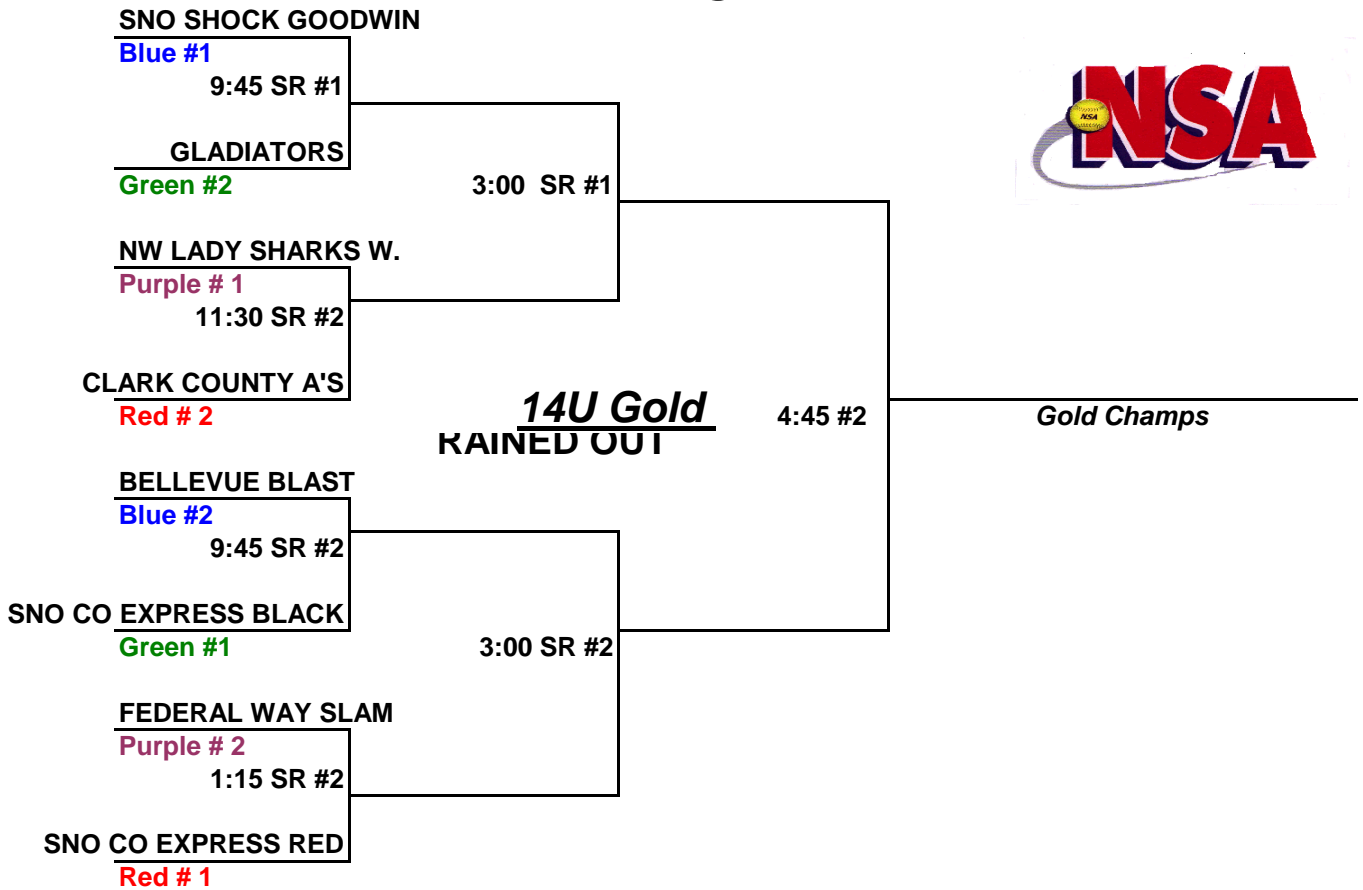 SNO SHOCK GOODWIN
Blue #1
9:45 SR #1
GLADIATORS
Green #2
3:00 SR #1
NW LADY SHARKS W.
Purple # 1
11:30 SR #2
CLARK COUNTY A'S
Red # 2
14U Gold
RAINED OUT
4:45 #2
Gold Champs
BELLEVUE BLAST
Blue #2
9:45 SR #2
SNO CO EXPRESS BLACK
Green #1
3:00 SR #2
FEDERAL WAY SLAM
Purple # 2
1:15 SR #2
SNO CO EXPRESS RED
Red # 1
NSA
NSA